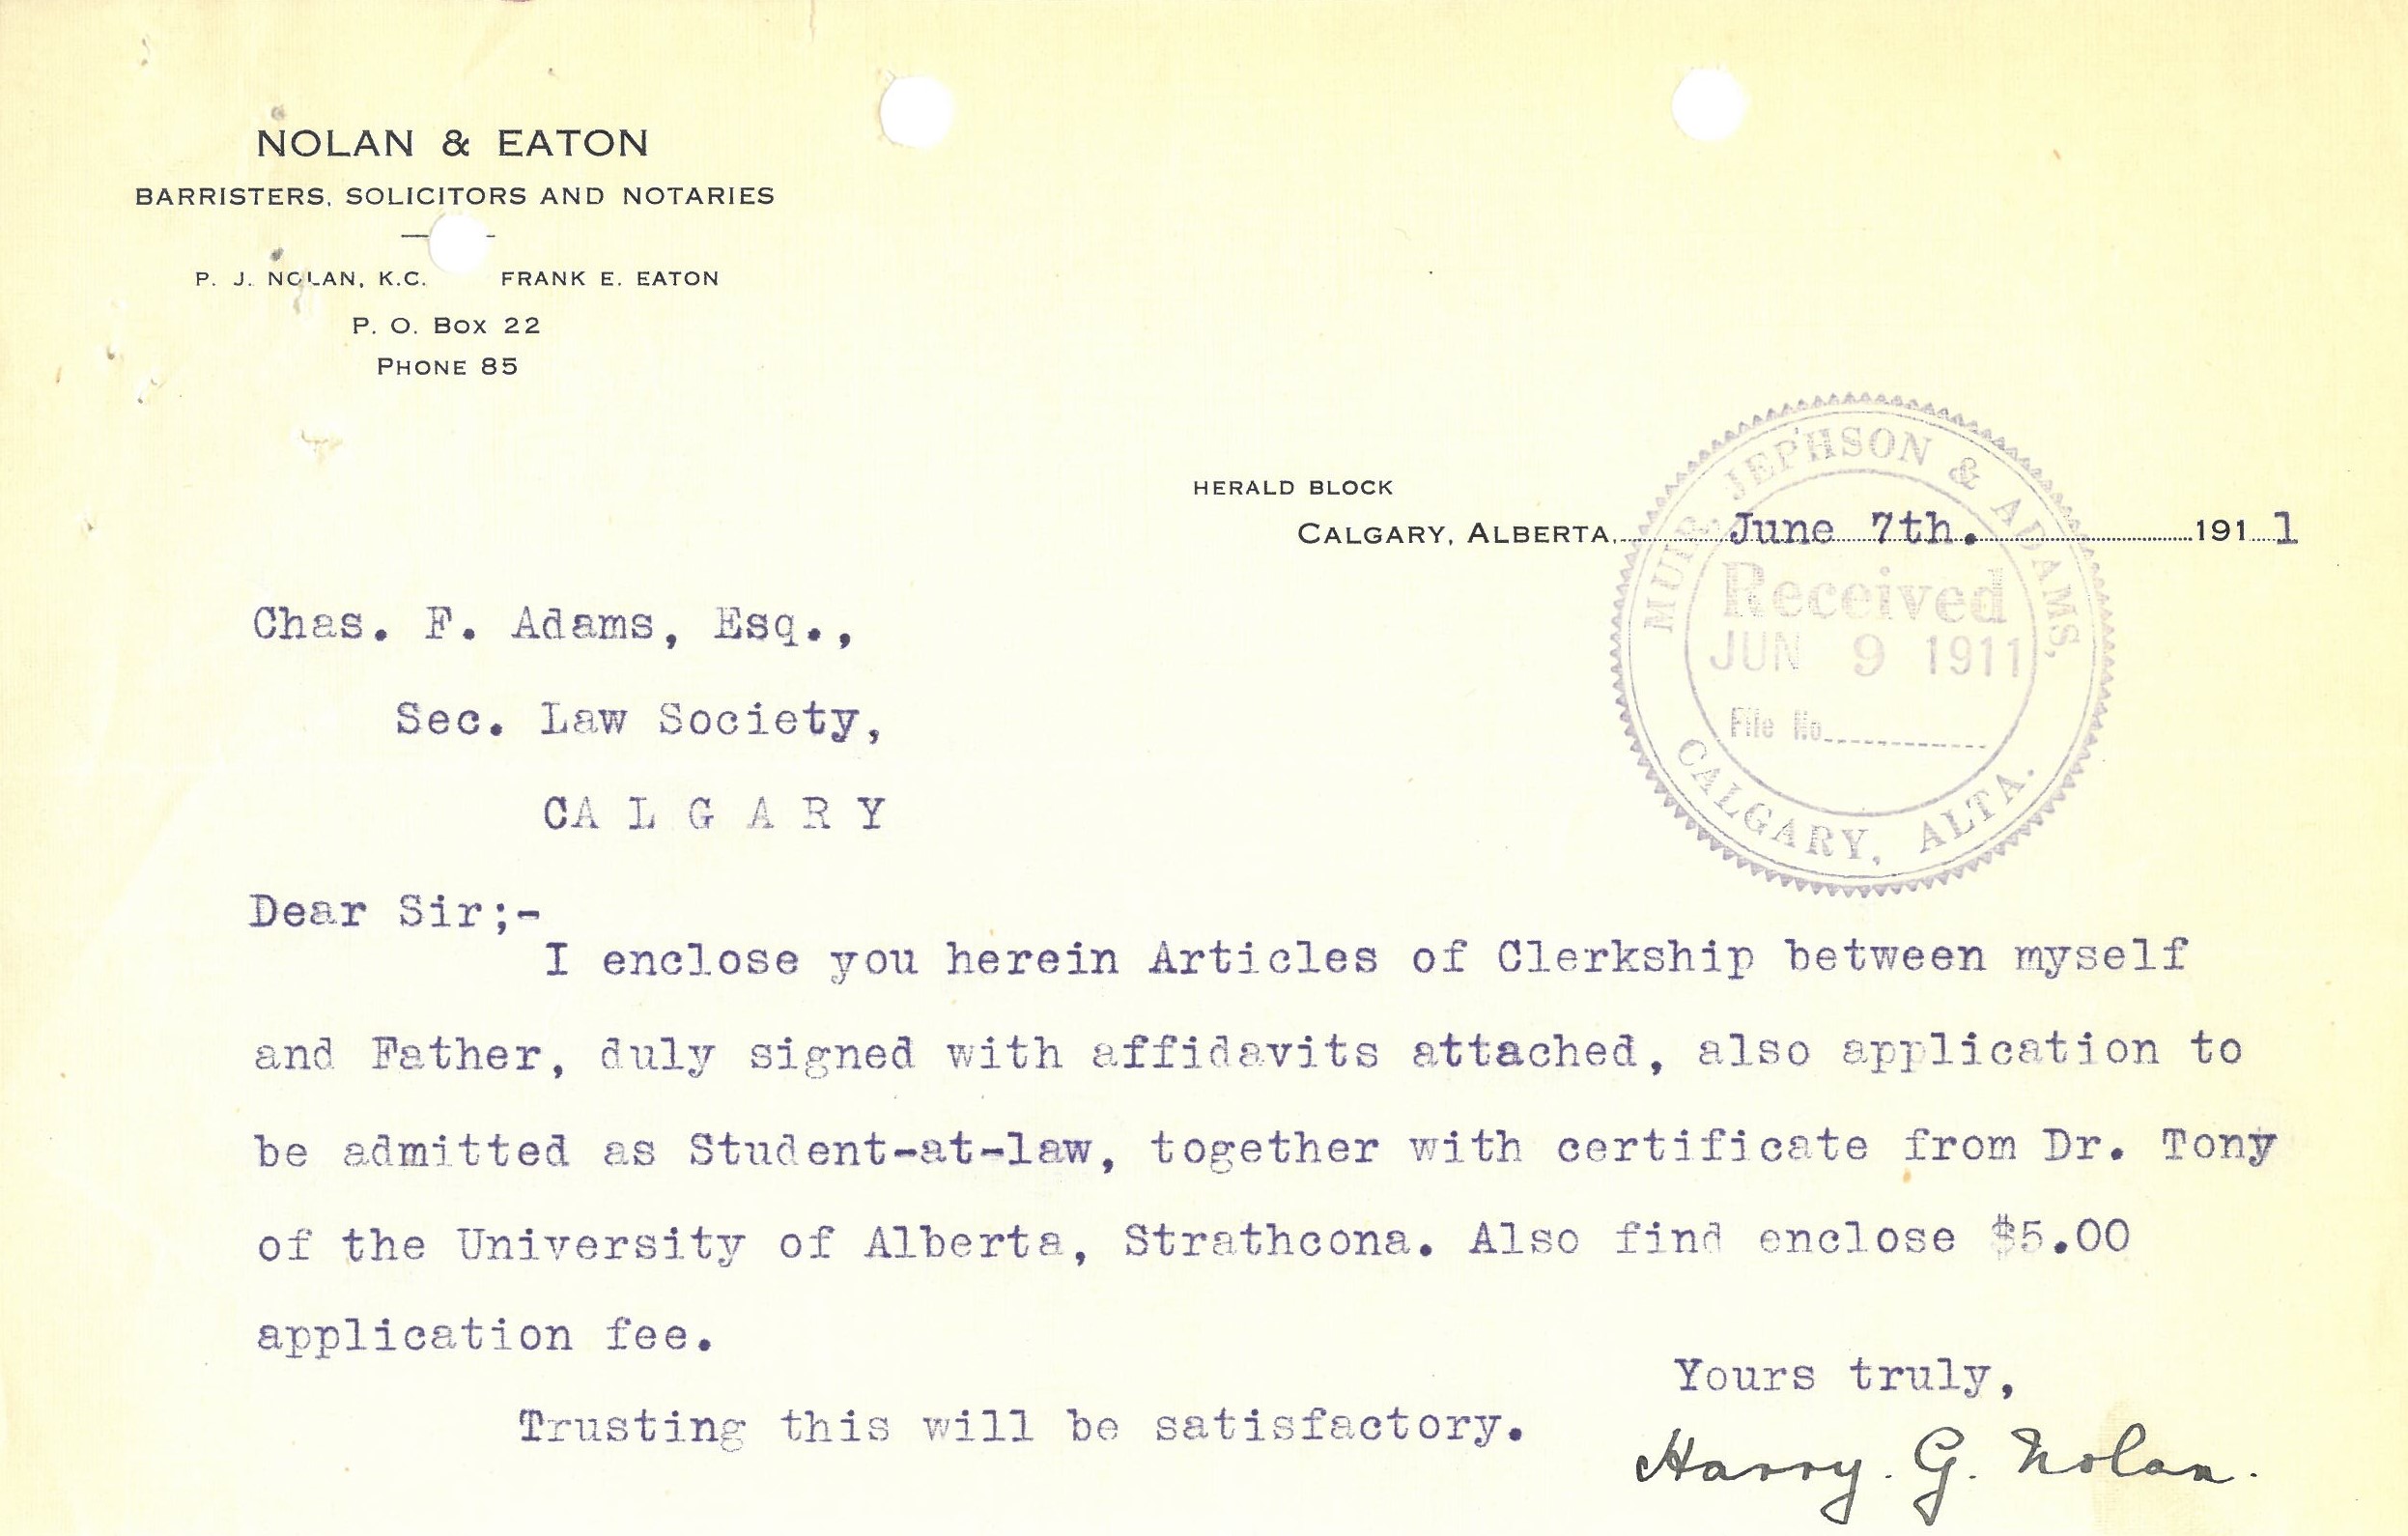 NOLAN & EATON
BARRISTERS, SOLICITORS AND NOTARIES
P. J. NOLAN, K.C. FRANK E. EATON
P. O. Box 22
PHONE 85
HERALD BLOCK
CALGARY, ALBERTA, June 7th. 191 1
MUIR, JEPHSON & ADAMS,
Received
JUN 9 1911
File No
CALGARY, ALTA.
Chas. F. Adams, Esq.,
Sec. Law Society,
CA L G A R Y
Dear Sir;-
I enclose you herein Articles of Clerkship between myself
and Father, duly signed with affidavits attached, also application to
be admitted as Student-at-law, together with certificate from Dr. Tony
of the University of Alberta, Strathcona. Also find enclose $5.00
application fee.
Trusting this will be satisfactory.
Yours truly,
Harry. G. Nolan.